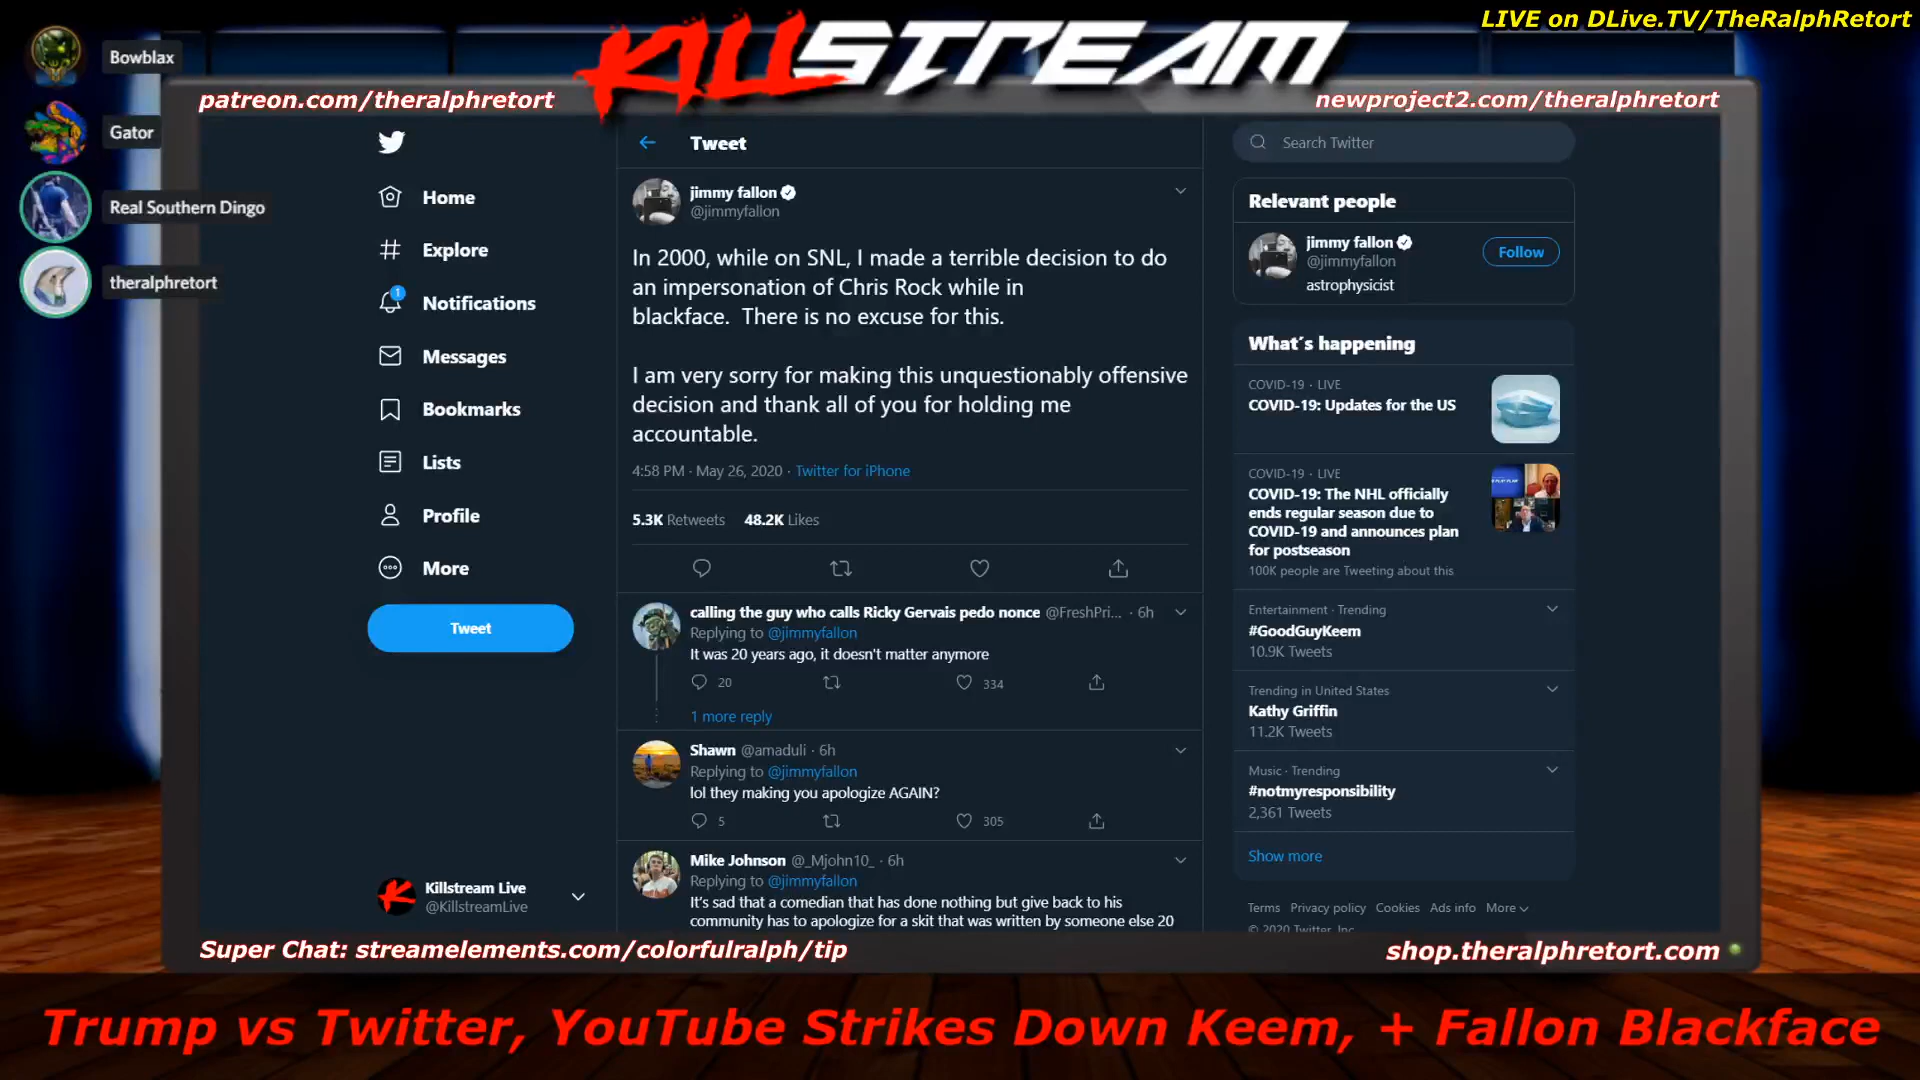 LIVE on DLive.TV/TheRalphRetort
KILLSTREAM
Bowblax
Gator
Real Southern Dingo
theralphretort
patreon.com/theralphretort
newproject2.com/theralphretort
Home
Explore
1
Notifications
Messages
Bookmarks
Lists
Profile
More
Tweet
Killstream Live
@KillstreamLive
Tweet
jimmy fallon
@jimmyfallon
In 2000, while on SNL, I made a terrible decision to do
an impersonation of Chris Rock while in
blackface. There is no excuse for this.
I am very sorry for making this unquestionably offensive
decision and thank all of you for holding me
accountable.
4:58 PM · May 26, 2020 · Twitter for iPhone
5.3K Retweets 48.2K Likes
calling the guy who calls Ricky Gervais pedo nonce @FreshPri... · 6h
Replying to @jimmyfallon
It was 20 years ago, it doesn't matter anymore
20 334
1 more reply
Shawn @amaduli · 6h
Replying to @jimmyfallon
lol they making you apologize AGAIN?
5 305
Mike Johnson @_Mjohn10_ · 6h
Replying to @jimmyfallon
It's sad that a comedian that has done nothing but give back to his
community has to apologize for a skit that was written by someone else 20
Search Twitter
Relevant people
jimmy fallon
@jimmyfallon
Follow
astrophysicist
What's happening
COVID-19 · LIVE
COVID-19: Updates for the US
COVID-19 · LIVE
COVID-19: The NHL officially
ends regular season due to
COVID-19 and announces plan
for postseason
100K people are Tweeting about this
Entertainment · Trending
#GoodGuyKeem
10.9K Tweets
Trending in United States
Kathy Griffin
11.2K Tweets
Music · Trending
#notmyresponsibility
2,361 Tweets
Show more
Terms Privacy policy Cookies Ads info More
© 2020 Twitter, Inc.
Super Chat: streamelements.com/colorfulralph/tip
shop.theralphretort.com
Trump vs Twitter, YouTube Strikes Down Keem, + Fallon Blackface